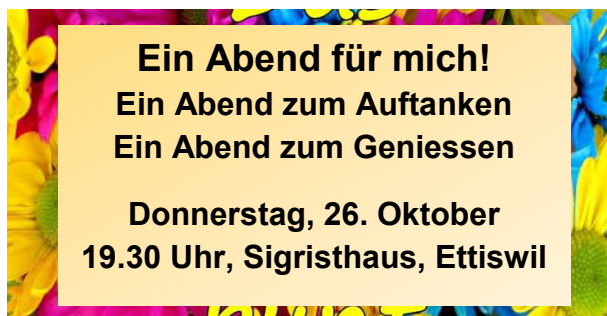 Ein Abend für mich!
Ein Abend zum Auftanken
Ein Abend zum Geniessen
Donnerstag, 26. Oktober
19.30 Uhr, Sigristhaus, Ettiswil